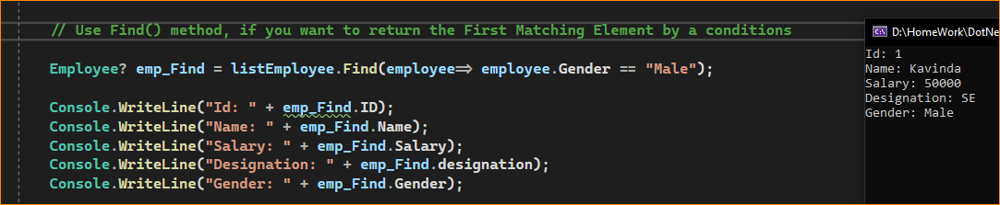 // Use Find() method, if you want to return the First Matching Element by a conditions
Employee? emp_Find = listEmployee.Find(employee=> employee.Gender == "Male");
Console.WriteLine("Id: " + emp_Find.ID);
Console.WriteLine("Name: " + emp_Find.Name);
Console.WriteLine("Salary: " + emp_Find.Salary);
Console.WriteLine("Designation: " + emp_Find.designation);
Console.WriteLine("Gender: " + emp_Find.Gender);
D:\HomeWork\DotNe
Id: 1
Name: Kavinda
Salary: 50000
Designation: SE
Gender: Male